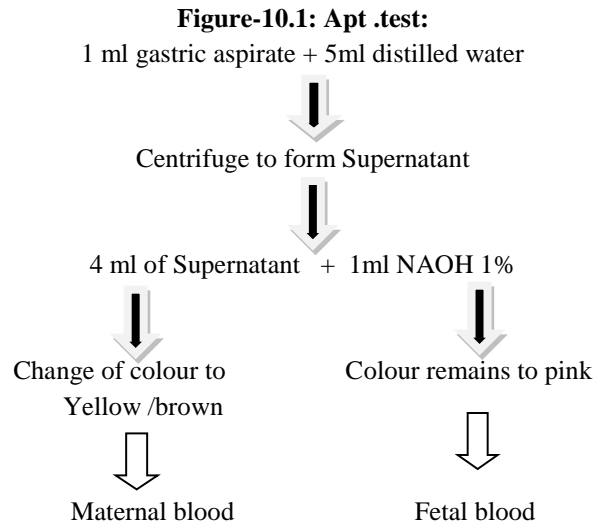 Figure-10.1: Apt .test:
1 ml gastric aspirate + 5ml distilled water
Centrifuge to form Supernatant
4 ml of Supernatant + 1ml NAOH 1%
Change of colour to
Yellow /brown
Colour remains to pink
Maternal blood
Fetal blood